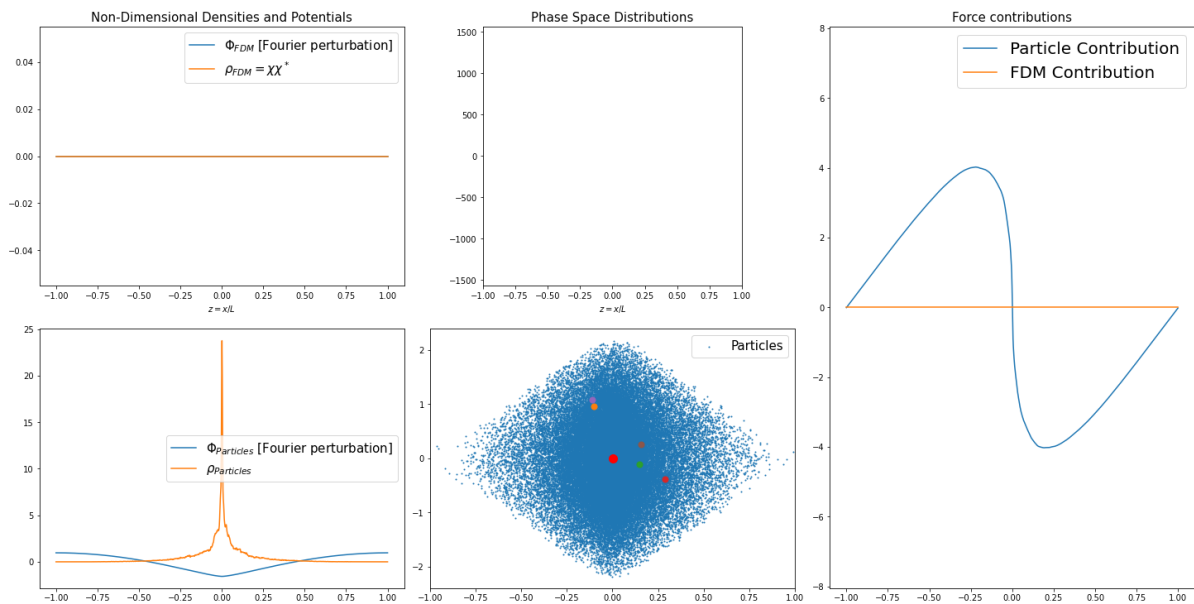 Non-Dimensional Densities and Potentials
Φ_FDM [Fourier perturbation]
ρ_FDM = χχ*
0.04
0.02
0.00
−0.02
−0.04
−1.00 −0.75 −0.50 −0.25 0.00 0.25 0.50 0.75 1.00
z = x/L
Phase Space Distributions
1500
1000
500
0
−500
−1000
−1500
−1.00 −0.75 −0.50 −0.25 0.00 0.25 0.50 0.75 1.00
z = x/L
Force contributions
Particle Contribution
FDM Contribution
8
6
4
2
0
−2
−4
−6
−8
−1.00 −0.75 −0.50 −0.25 0.00 0.25 0.50 0.75 1.00
Φ_Particles [Fourier perturbation]
ρ_Particles
25
20
15
10
5
0
−1.00 −0.75 −0.50 −0.25 0.00 0.25 0.50 0.75 1.00
Particles
2
1
0
−1
−2
−1.00 −0.75 −0.50 −0.25 0.00 0.25 0.50 0.75 1.00